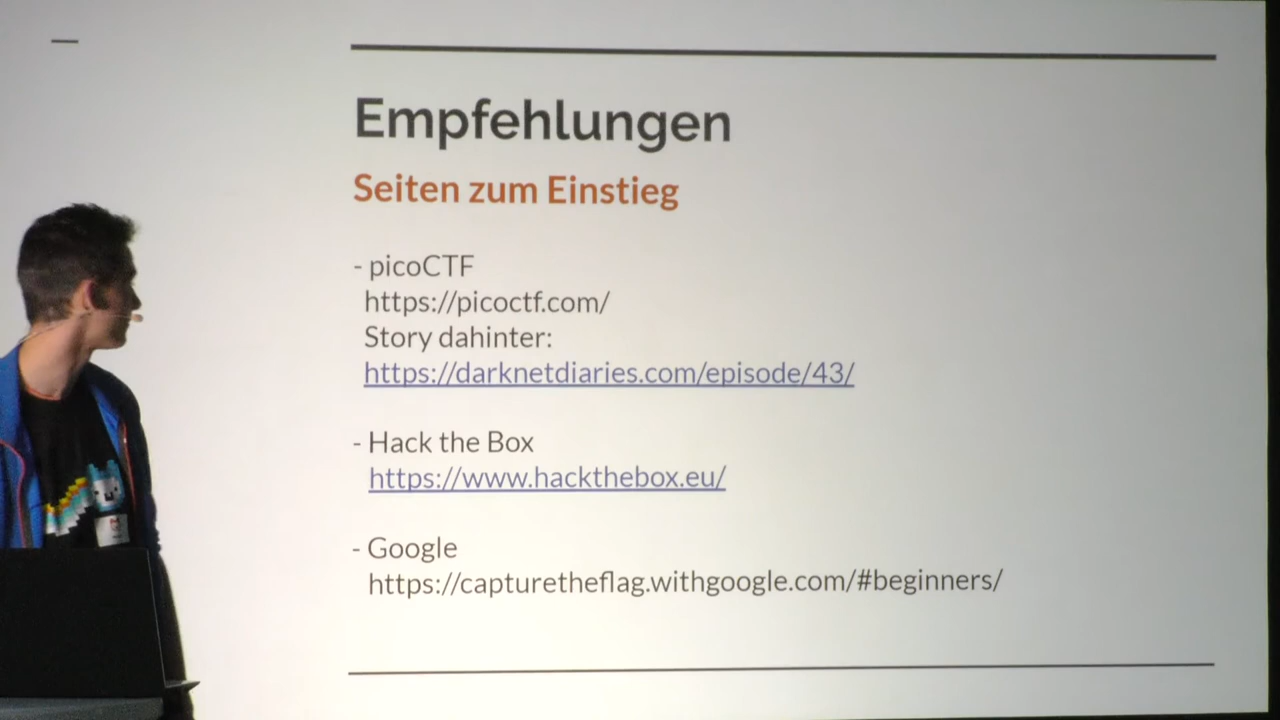 Empfehlungen
Seiten zum Einstieg
- picoCTF
https://picoctf.com/
Story dahinter:
https://darknetdiaries.com/episode/43/
- Hack the Box
https://www.hackthebox.eu/
- Google
https://capturetheflag.withgoogle.com/#beginners/